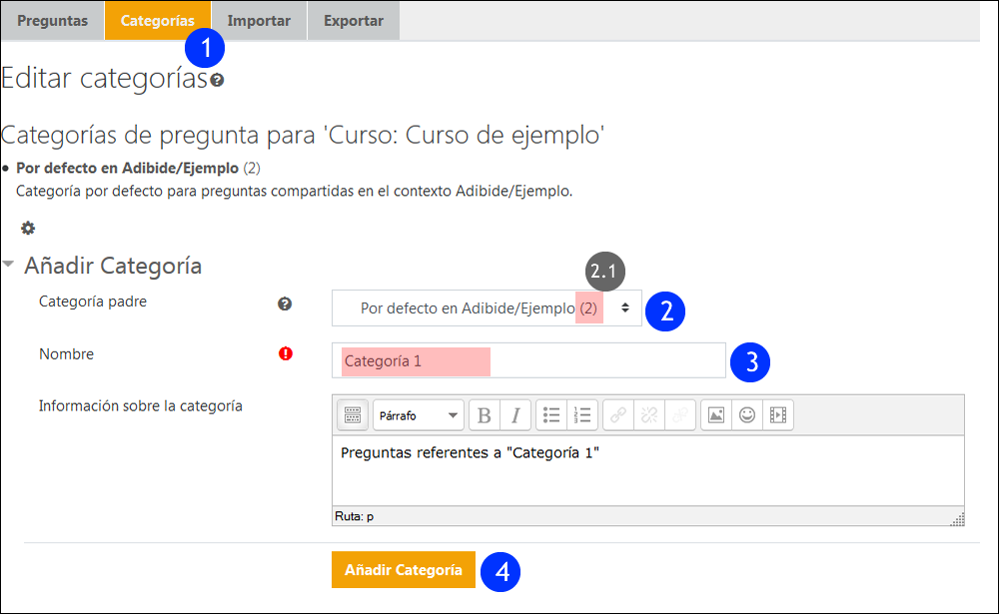 Preguntas Categorías Importar Exportar
1
Editar categorías
Categorías de pregunta para 'Curso: Curso de ejemplo'
Por defecto en Adibide/Ejemplo (2)
Categoría por defecto para preguntas compartidas en el contexto Adibide/Ejemplo.
Añadir Categoría
2.1
Categoría padre
Por defecto en Adibide/Ejemplo (2)
2
Nombre
Categoría 1
3
Información sobre la categoría
Párrafo B I
Preguntas referentes a "Categoría 1"
Ruta: p
Añadir Categoría
4